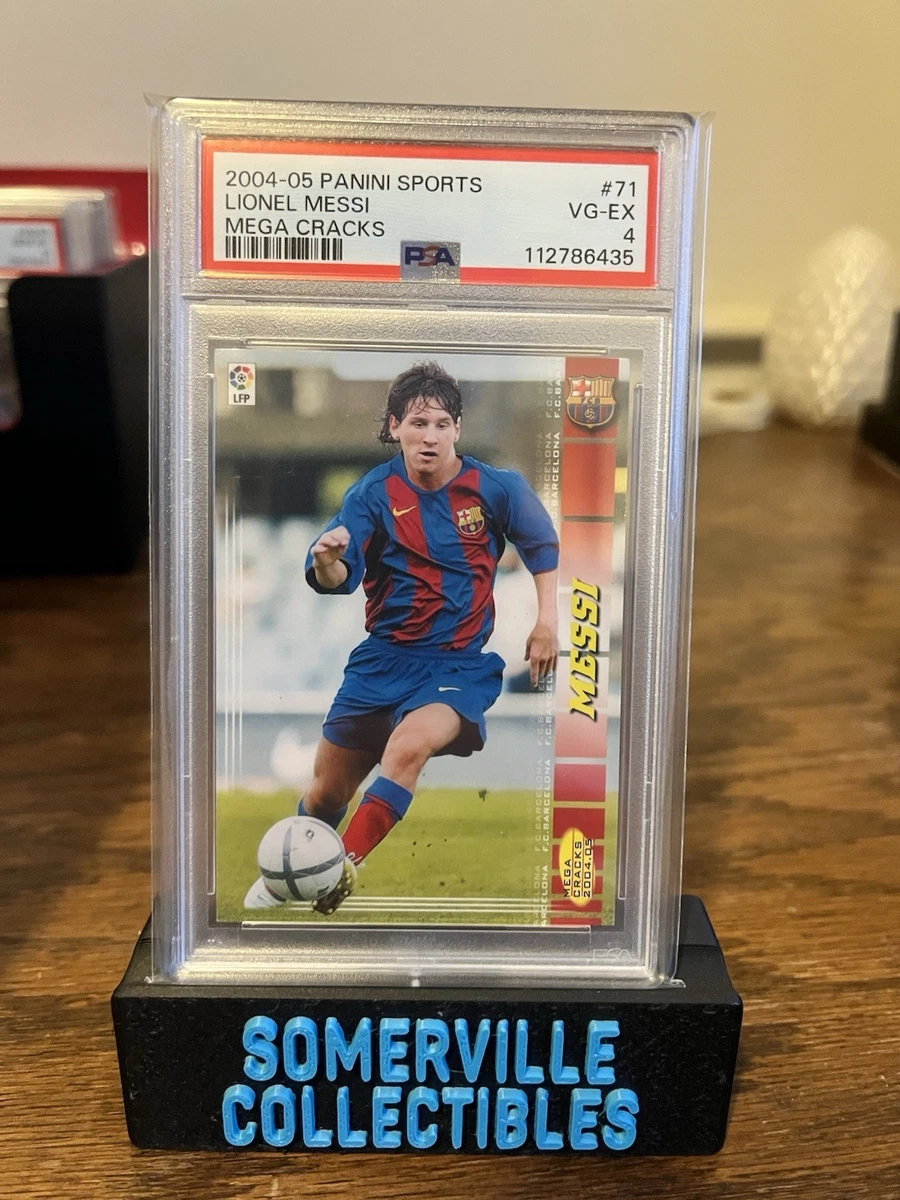 2004-05 PANINI SPORTS #71
LIONEL MESSI VG-EX
MEGA CRACKS 4
PSA 112786435
LFP
F.C.BARCELONA
MESSI
MEGA
CRACKS
2004.05
SOMERVILLE
COLLECTIBLES